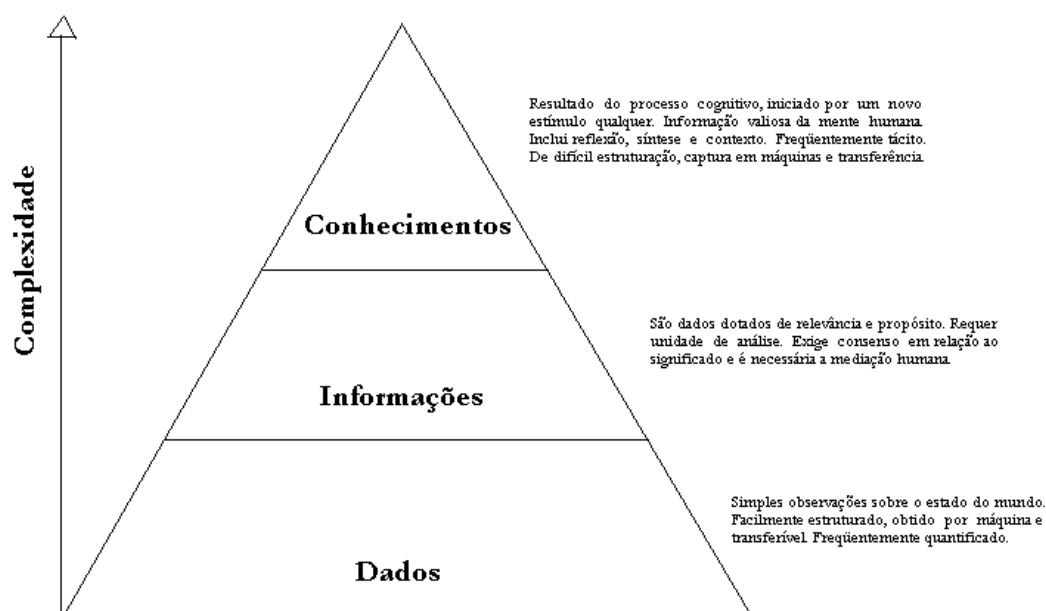 Complexidade
Resultado do processo cognitivo, iniciado por um novo
estímulo qualquer. Informação valiosa da mente humana.
Inclui reflexão, síntese e contexto. Freqüentemente tácito.
De difícil estruturação, captura em máquinas e transferência.
Conhecimentos
São dados dotados de relevância e propósito. Requer
unidade de análise. Exige consenso em relação ao
significado e é necessária a mediação humana.
Informações
Simples observações sobre o estado do mundo.
Facilmente estruturado, obtido por máquina e
transferível. Freqüentemente quantificado.
Dados